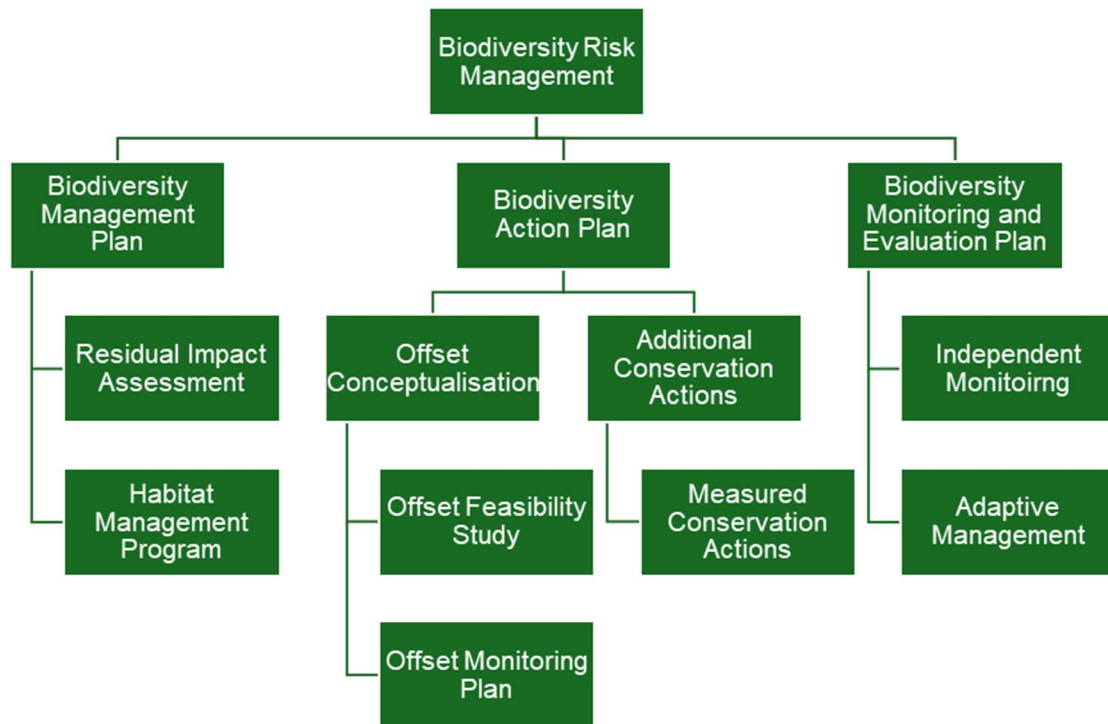 Biodiversity Risk
Management
Biodiversity
Management
Plan
Biodiversity
Action Plan
Biodiversity
Monitoring and
Evaluation Plan
Residual Impact
Assessment
Offset
Conceptualisation
Additional
Conservation
Actions
Independent
Monitoirng
Habitat
Management
Program
Offset Feasibility
Study
Measured
Conservation
Actions
Adaptive
Management
Offset Monitoring
Plan